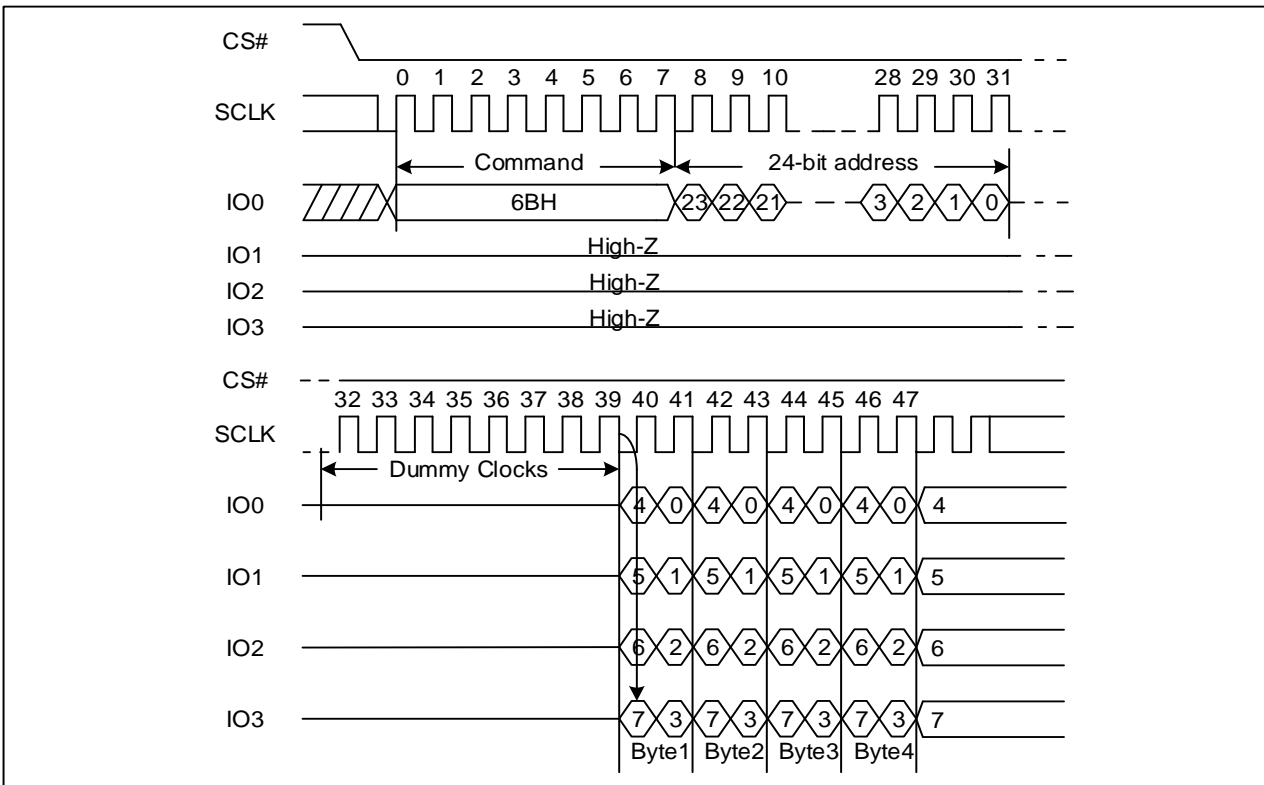 CS#
0 1 2 3 4 5 6 7 8 9 10 28 29 30 31
SCLK
Command 24-bit address
IO0 6BH 23 22 21 3 2 1 0
IO1 High-Z
IO2 High-Z
IO3 High-Z
CS#
32 33 34 35 36 37 38 39 40 41 42 43 44 45 46 47
SCLK
Dummy Clocks
IO0 4 0 4 0 4 0 4 0 4
IO1 5 1 5 1 5 1 5 1 5
IO2 6 2 6 2 6 2 6 2 6
IO3 7 3 7 3 7 3 7 3 7
Byte1 Byte2 Byte3 Byte4